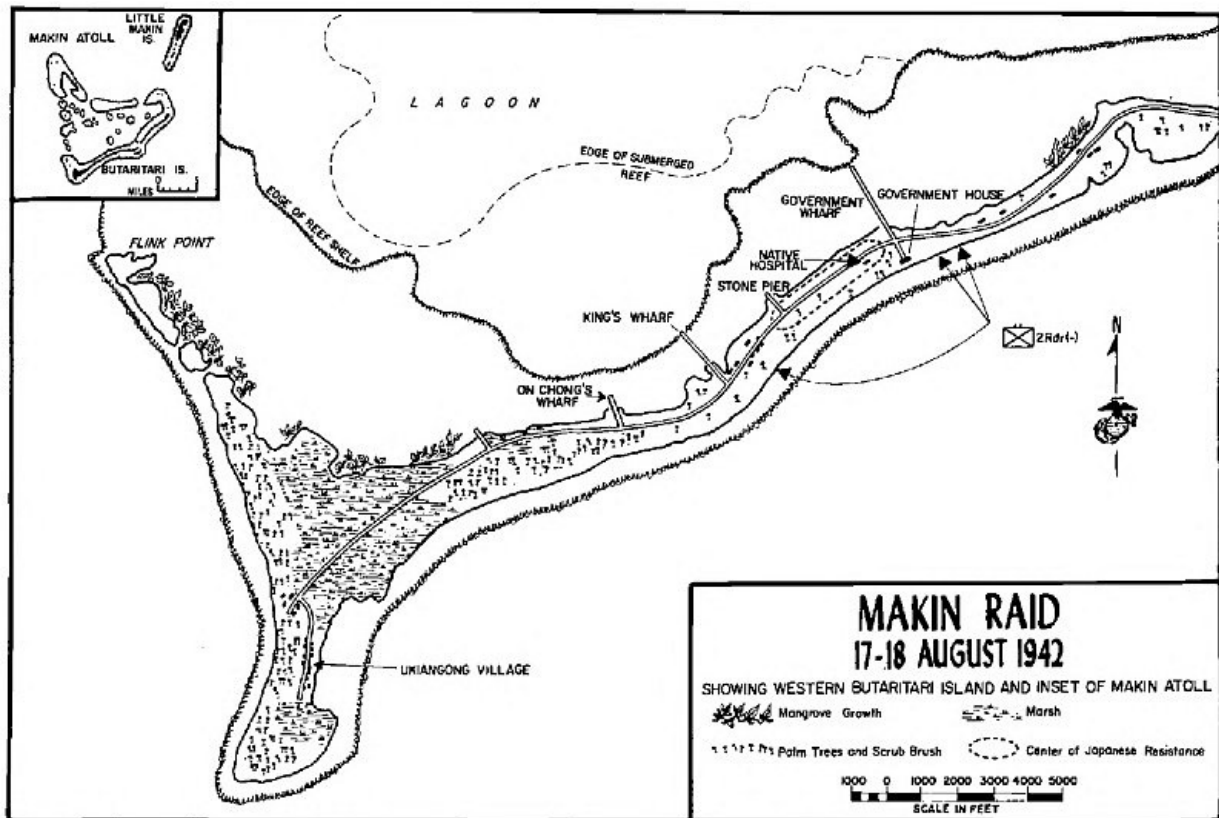 LITTLE
MAKIN
IS.
MAKIN ATOLL
BUTARITARI IS.
MILES
0 5
LAGOON
EDGE OF SUBMERGED
REEF
EDGE OF REEF SHELF
FLINK POINT
GOVERNMENT
WHARF
GOVERNMENT HOUSE
NATIVE
HOSPITAL
STONE PIER
KING'S WHARF
ON CHONG'S
WHARF
2Rdr(-)
N
UKIANGONG VILLAGE
MAKIN RAID
17-18 AUGUST 1942
SHOWING WESTERN BUTARITARI ISLAND AND INSET OF MAKIN ATOLL
Mangrove Growth
Marsh
Palm Trees and Scrub Brush
Center of Japanese Resistance
1000 0 1000 2000 3000 4000 5000
SCALE IN FEET